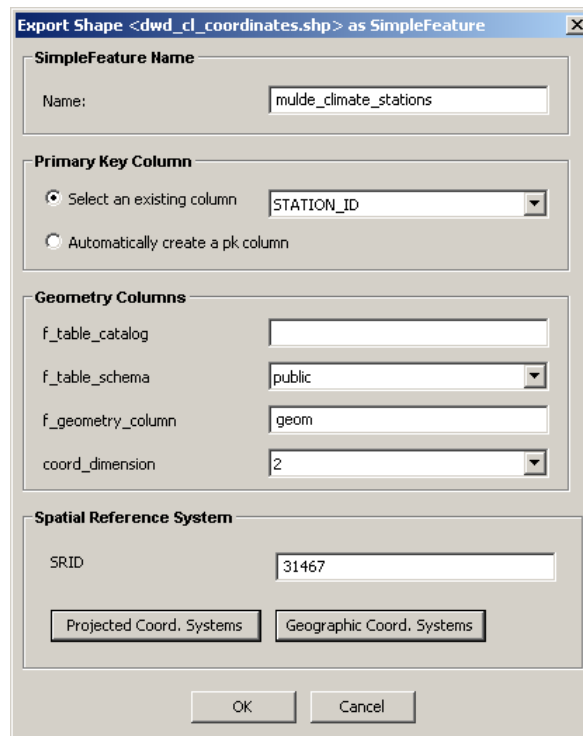 Export Shape <dwd_cl_coordinates.shp> as SimpleFeature
SimpleFeature Name
Name: mulde_climate_stations
Primary Key Column
Select an existing column STATION_ID
Automatically create a pk column
Geometry Columns
f_table_catalog
f_table_schema public
f_geometry_column geom
coord_dimension 2
Spatial Reference System
SRID 31467
Projected Coord. Systems Geographic Coord. Systems
OK Cancel